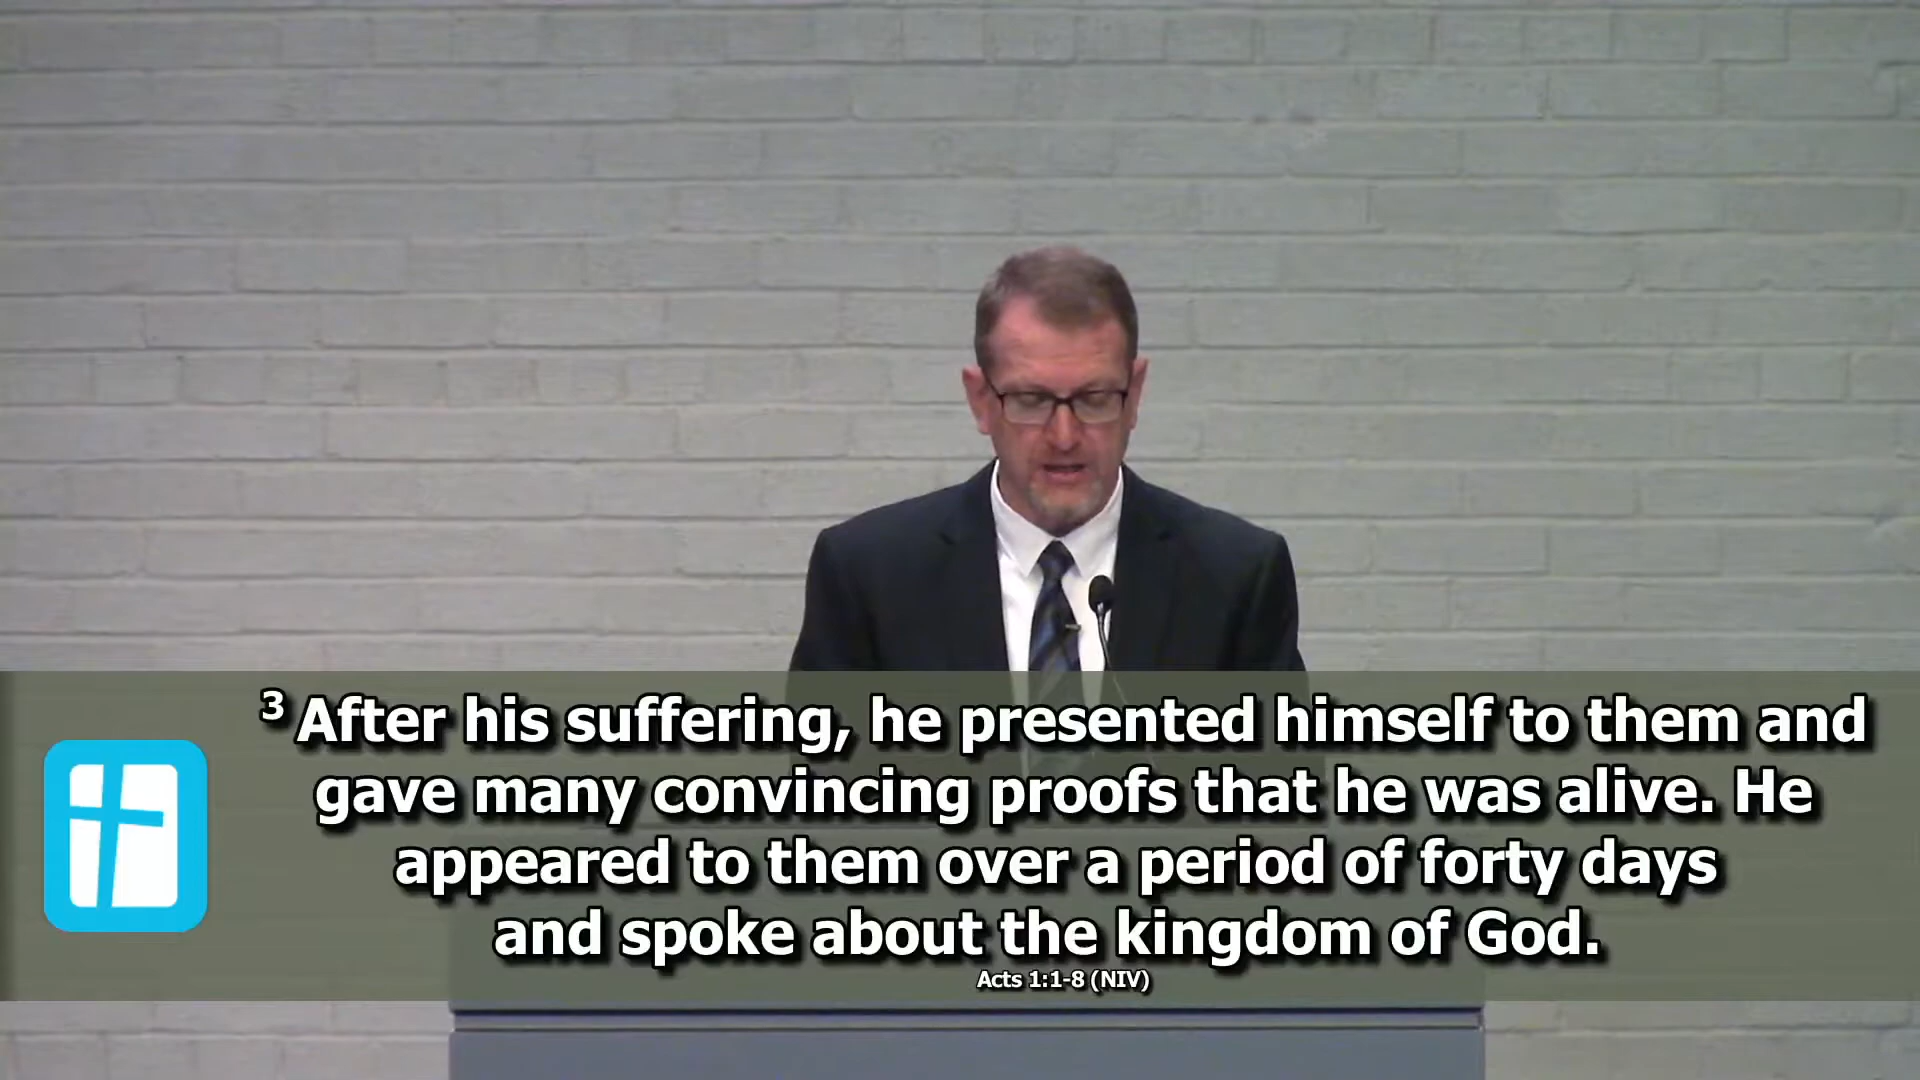 3 After his suffering, he presented himself to them and
gave many convincing proofs that he was alive. He
appeared to them over a period of forty days
and spoke about the kingdom of God.
Acts 1:1-8 (NIV)